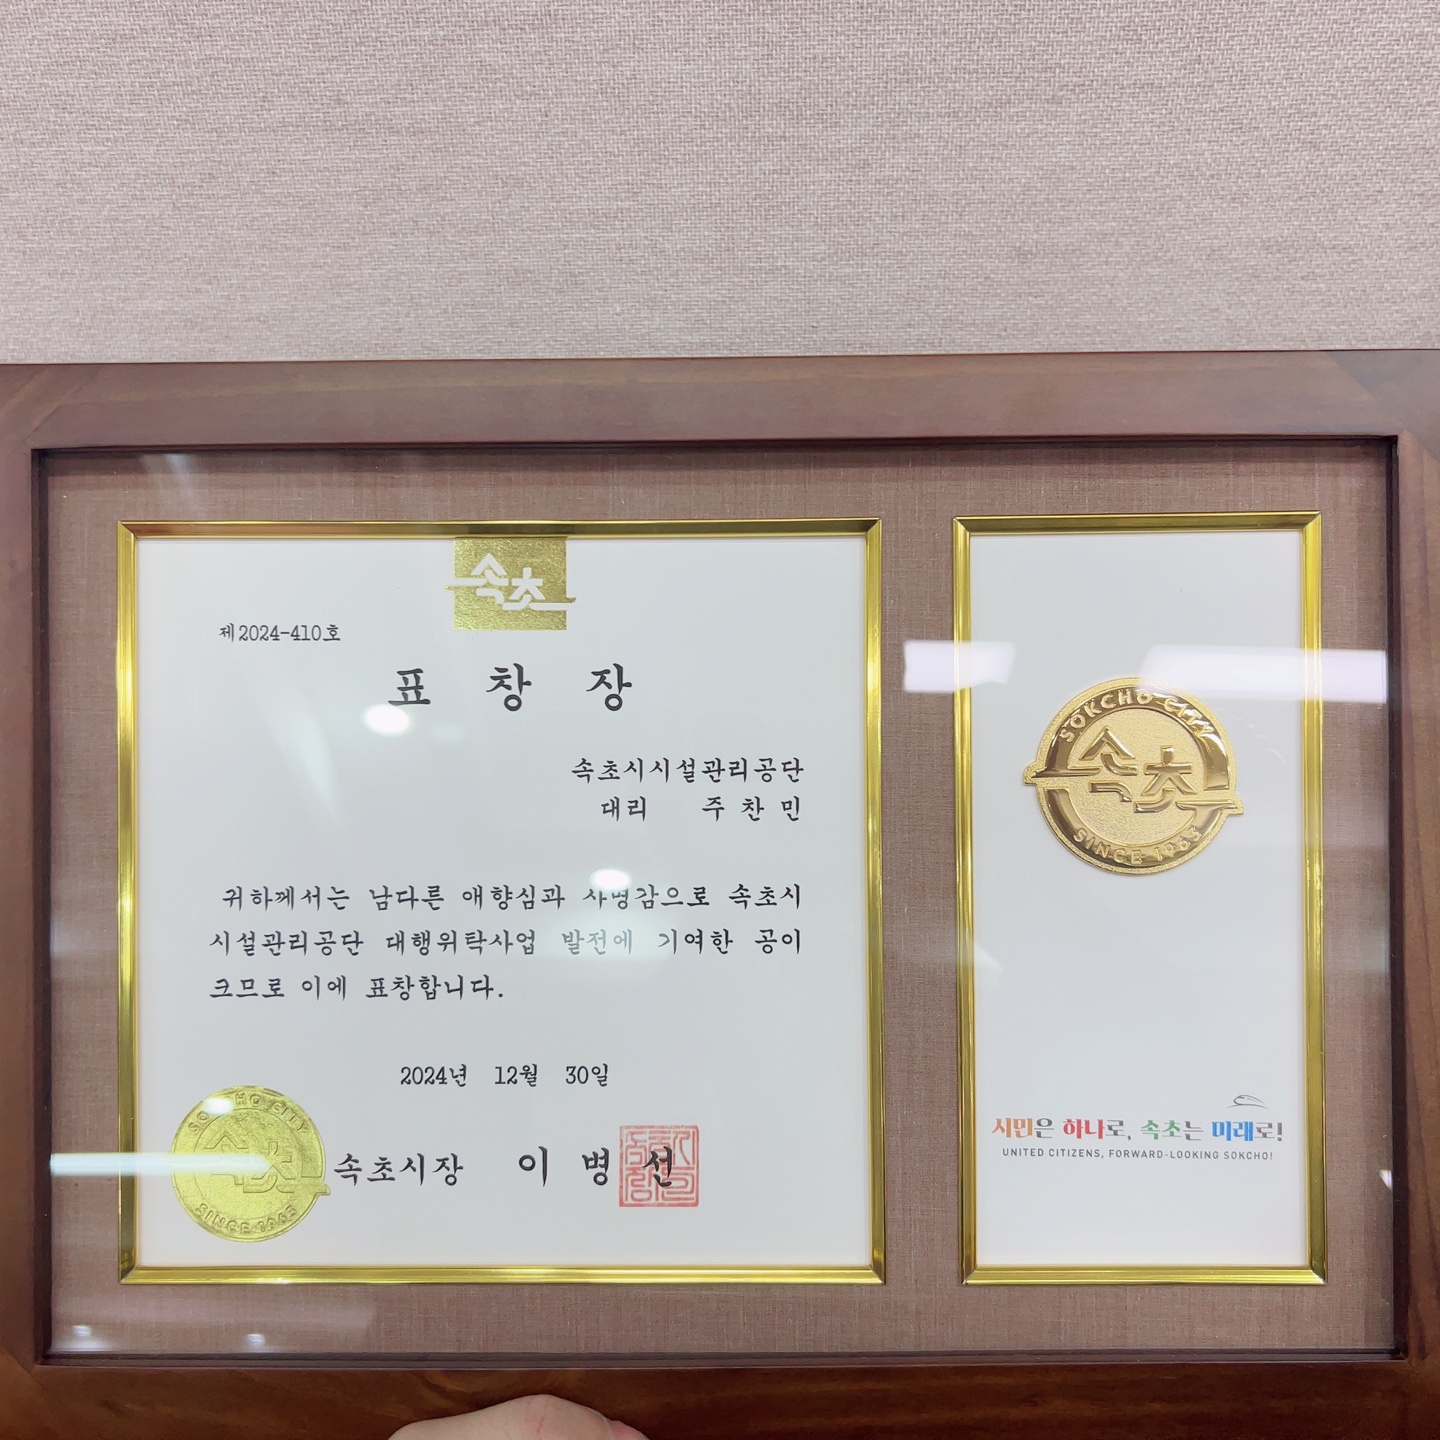 속초
제2024-410호
표 창 장
속초시시설관리공단
대리 주 찬 민
귀하께서는 남다른 애향심과 사명감으로 속초시
시설관리공단 대행위탁사업 발전에 기여한 공이
크므로 이에 표창합니다.
2024년 12월 30일
속초시장 이 병 선
SOKCHO CITY
속초
SINCE 1963
SOKCHO CITY
속초
SINCE 1963
시민은 하나로, 속초는 미래로!
UNITED CITIZENS, FORWARD-LOOKING SOKCHO!